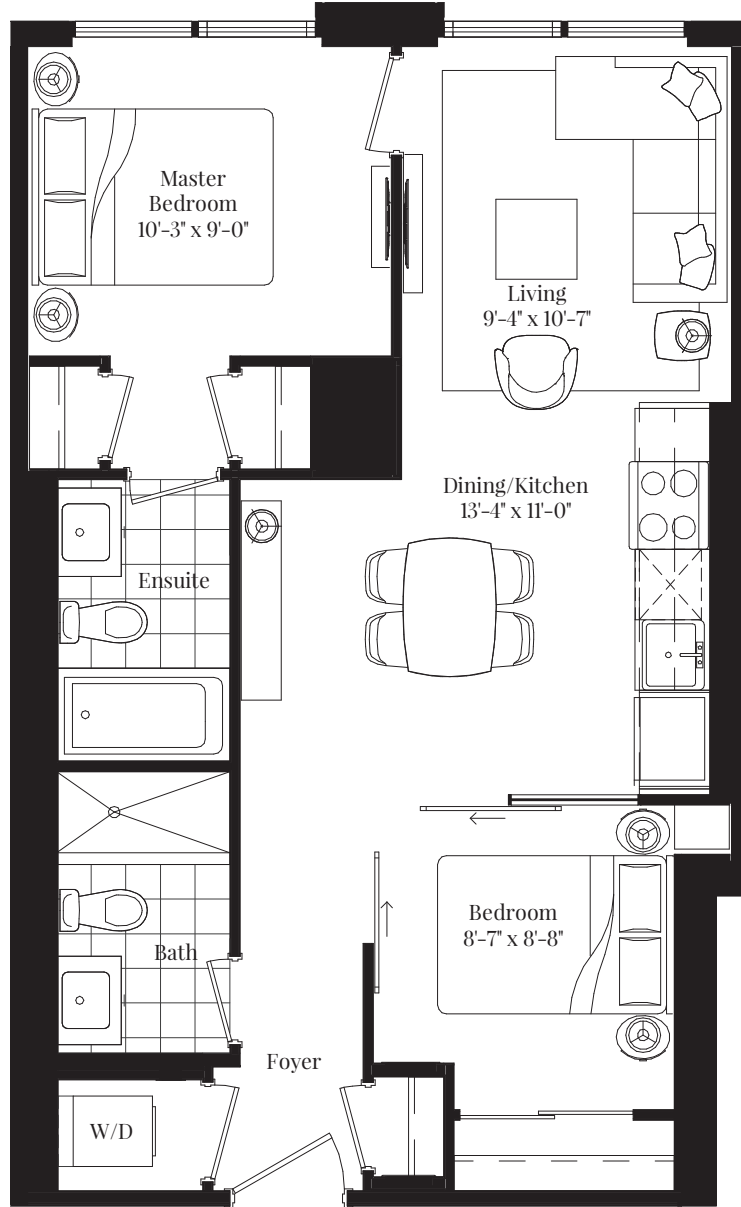 Master
Bedroom
10'-3" x 9'-0"
Living
9'-4" x 10'-7"
Dining/Kitchen
13'-4" x 11'-0"
Ensuite
Bedroom
8'-7" x 8'-8"
Bath
Foyer
W/D